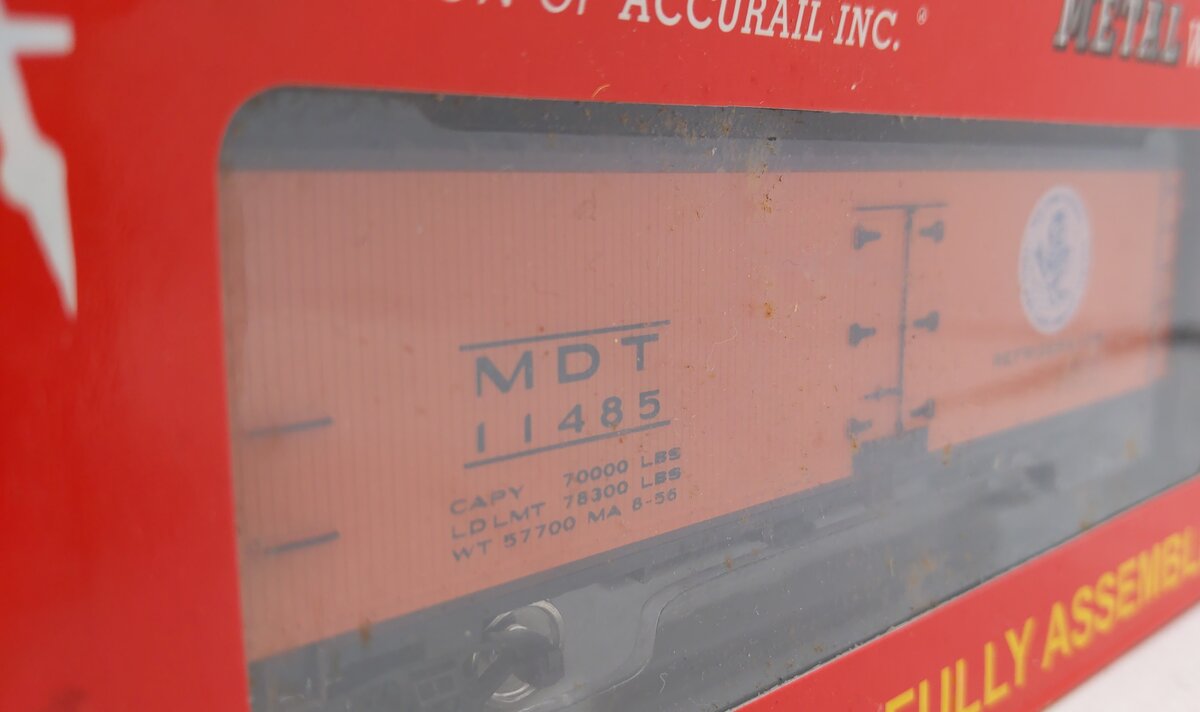 OF ACCURAIL INC.®
METAL
MDT
11485
CAPY 70000 LBS
LD LMT 78300 LBS
WT 57700 MA 8-56
FULLY ASSEMBL